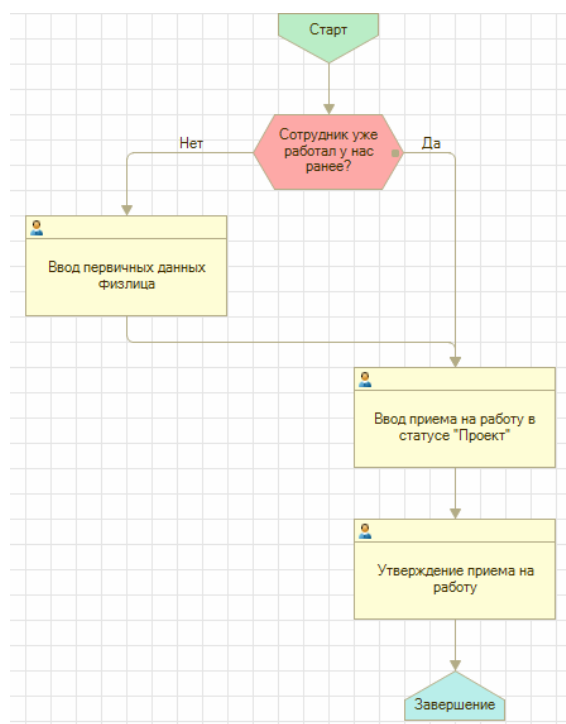 Старт
Сотрудник уже
работал у нас
ранее?
Нет
Да
Ввод первичных данных
физлица
Ввод приема на работу в
статусе "Проект"
Утверждение приема на
работу
Завершение